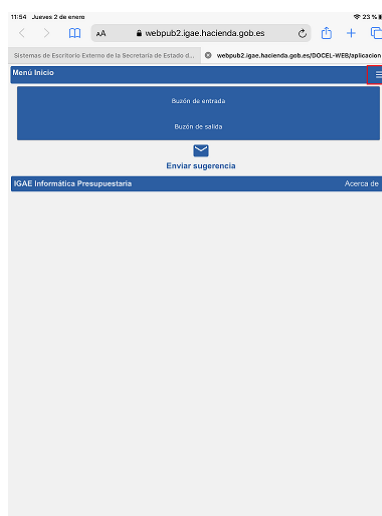 11:54 Jueves 2 de enero 23 %
AA webpub2.igae.hacienda.gob.es
Sistemas de Escritorio Externo de la Secretaría de Estado d... webpub2.igae.hacienda.gob.es/DOCEL-WEB/aplicacion
Menú Inicio
Buzón de entrada
Buzón de salida
Enviar sugerencia
IGAE Informática Presupuestaria Acerca de